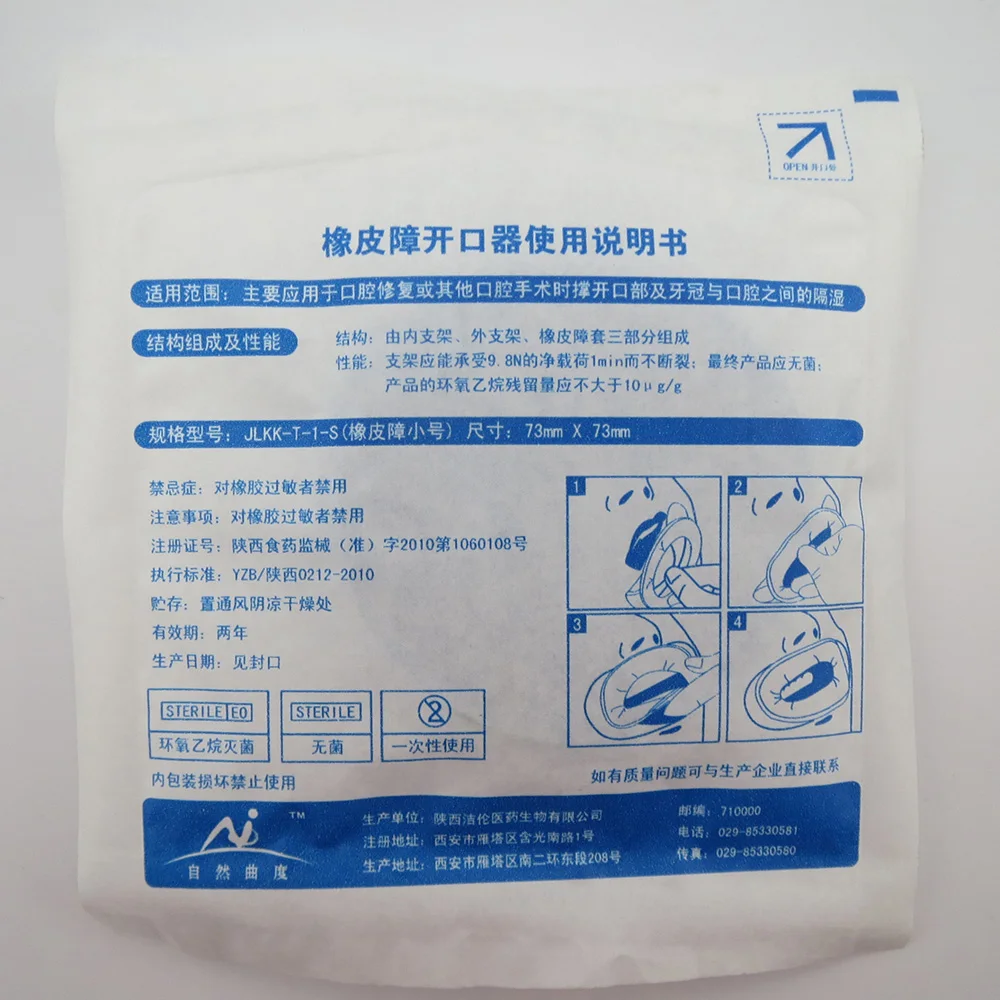 OPEN 开口处
橡皮障开口器使用说明书
适用范围：主要应用于口腔修复或其他口腔手术时撑开口部及牙冠与口腔之间的隔湿
结构组成及性能
结构：由内支架、外支架、橡皮障套三部分组成
性能：支架应能承受9.8N的净载荷1min而不断裂；最终产品应无菌；
产品的环氧乙烷残留量应不大于10μg/g
规格型号：JLKK-T-1-S(橡皮障小号) 尺寸：73mm X 73mm
禁忌症：对橡胶过敏者禁用
注意事项：对橡胶过敏者禁用
注册证号：陕西食药监械（准）字2010第1060108号
执行标准：YZB/陕西0212-2010
贮存：置通风阴凉干燥处
有效期：两年
生产日期：见封口
1
2
3
4
STERILE EO
环氧乙烷灭菌
STERILE
无菌
2
一次性使用
内包装损坏禁止使用
如有质量问题可与生产企业直接联系
TM
自然曲度
生产单位：陕西洁伦医药生物有限公司
注册地址：西安市雁塔区含光南路1号
生产地址：西安市雁塔区南二环东段208号
邮编：710000
电话：029-85330581
传真：029-85330580